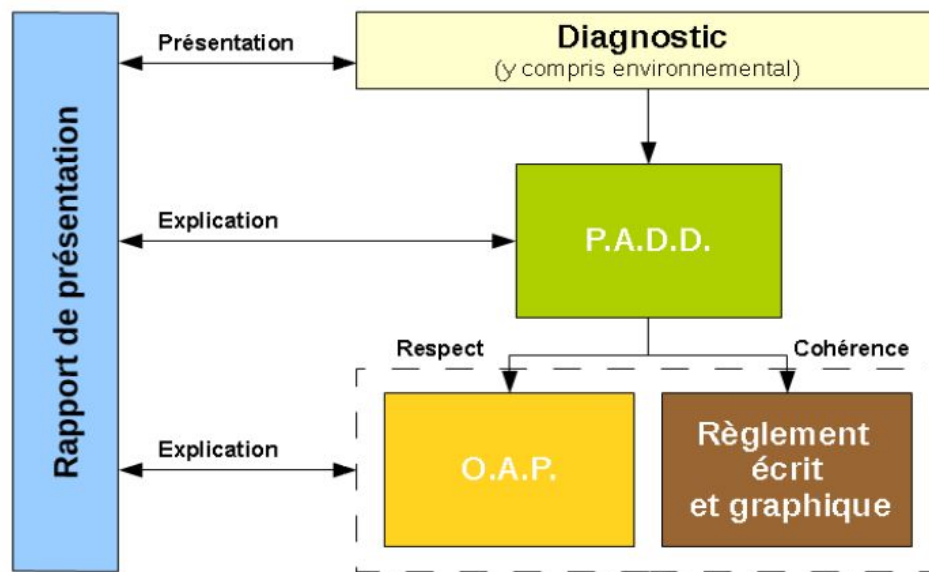 Rapport de présentation
Présentation
Diagnostic
(y compris environnemental)
Explication
P.A.D.D.
Respect
Cohérence
Explication
O.A.P.
Règlement
écrit
et graphique